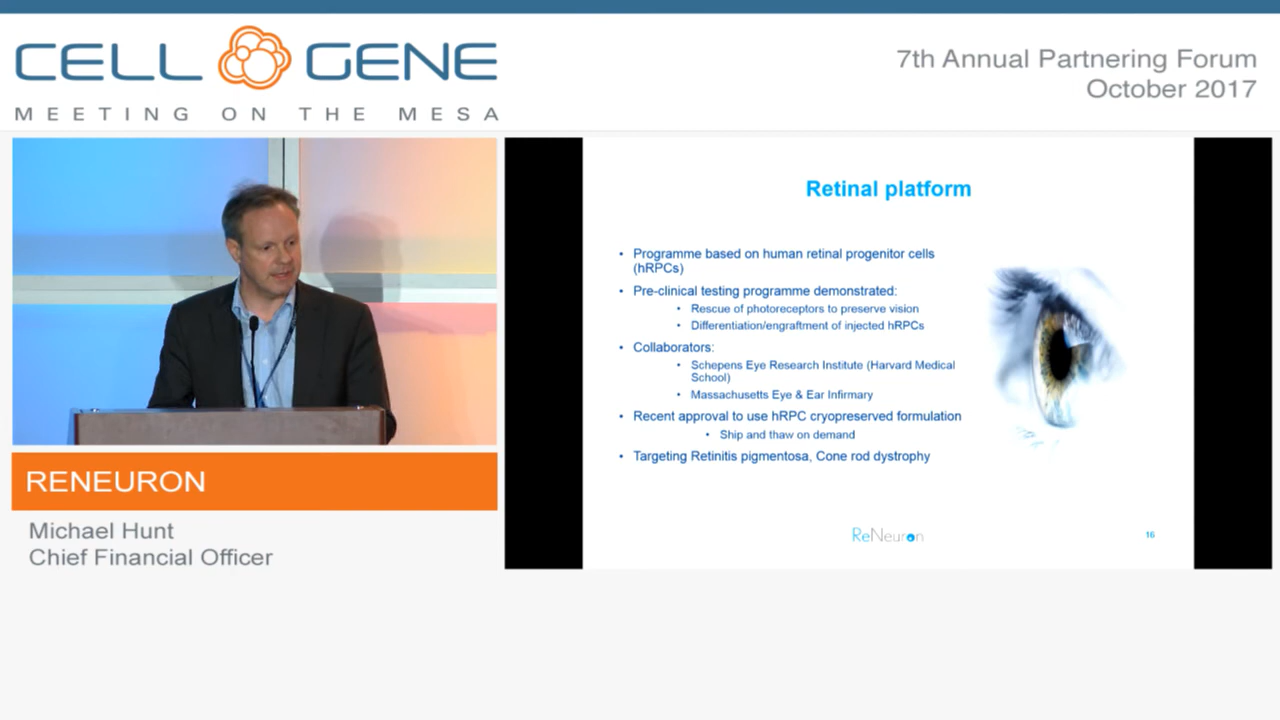 CELL GENE
MEETING ON THE MESA
7th Annual Partnering Forum
October 2017
Retinal platform
• Programme based on human retinal progenitor cells
(hRPCs)
• Pre-clinical testing programme demonstrated:
• Rescue of photoreceptors to preserve vision
• Differentiation/engraftment of injected hRPCs
• Collaborators:
• Schepens Eye Research Institute (Harvard Medical
School)
• Massachusetts Eye & Ear Infirmary
• Recent approval to use hRPC cryopreserved formulation
• Ship and thaw on demand
• Targeting Retinitis pigmentosa, Cone rod dystrophy
ReNeuron
16
RENEURON
Michael Hunt
Chief Financial Officer